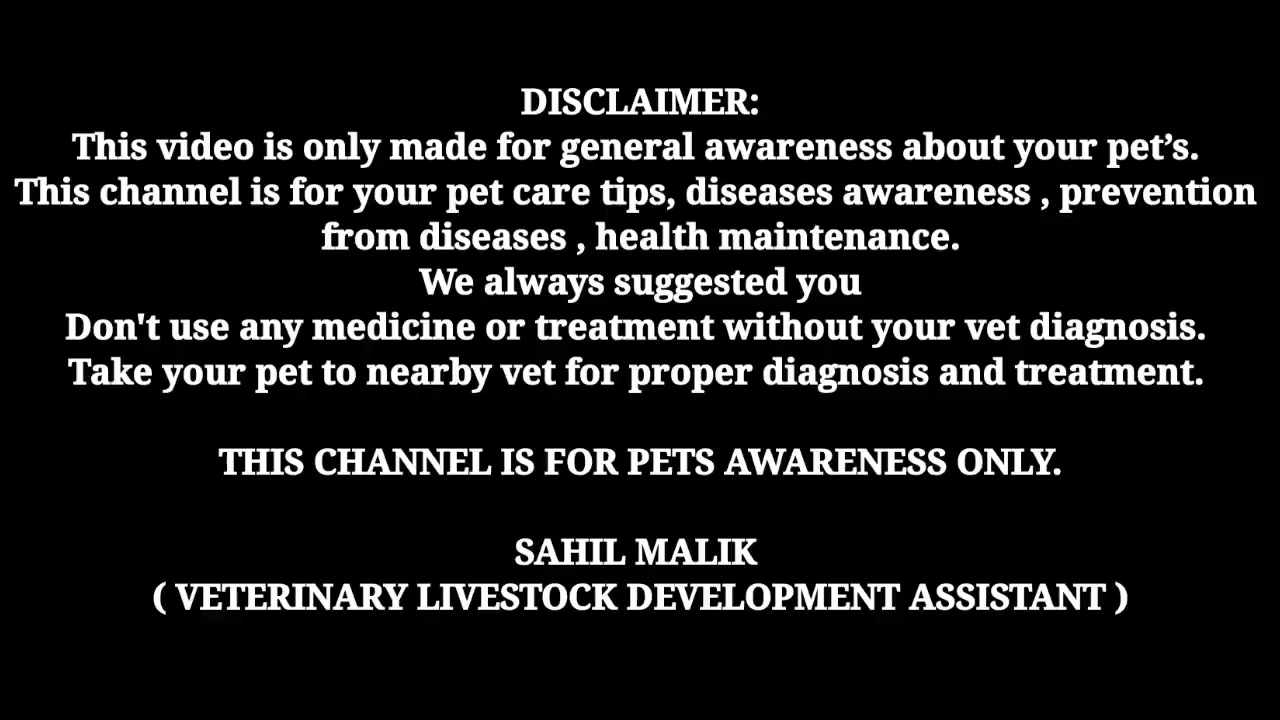 DISCLAIMER:
This video is only made for general awareness about your pet’s.
This channel is for your pet care tips, diseases awareness , prevention
from diseases , health maintenance.
We always suggested you
Don't use any medicine or treatment without your vet diagnosis.
Take your pet to nearby vet for proper diagnosis and treatment.
THIS CHANNEL IS FOR PETS AWARENESS ONLY.
SAHIL MALIK
( VETERINARY LIVESTOCK DEVELOPMENT ASSISTANT )